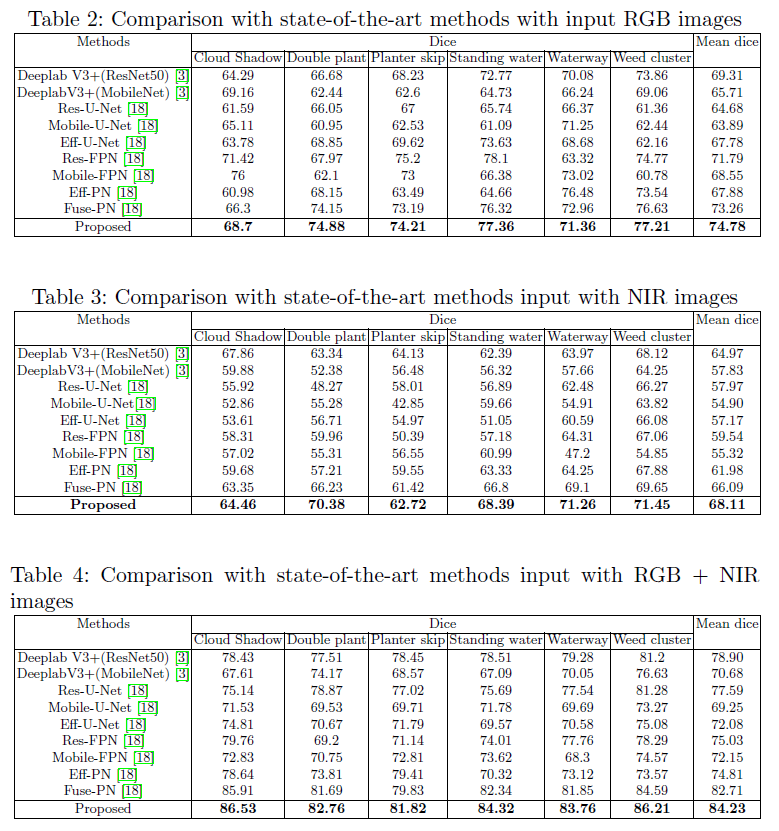 Table 2: Comparison with state-of-the-art methods with input RGB images
Methods Dice Mean dice
Cloud Shadow Double plant Planter skip Standing water Waterway Weed cluster
Deeplab V3+(ResNet50) [3] 64.29 66.68 68.23 72.77 70.08 73.86 69.31
DeeplabV3+(MobileNet) [3] 69.16 62.44 62.6 64.73 66.24 69.06 65.71
Res-U-Net [18] 61.59 66.05 67 65.74 66.37 61.36 64.68
Mobile-U-Net [18] 65.11 60.95 62.53 61.09 71.25 62.44 63.89
Eff-U-Net [18] 63.78 68.85 69.62 73.63 68.68 62.16 67.78
Res-FPN [18] 71.42 67.97 75.2 78.1 63.32 74.77 71.79
Mobile-FPN [18] 76 62.1 73 66.38 73.02 60.78 68.55
Eff-PN [18] 60.98 68.15 63.49 64.66 76.48 73.54 67.88
Fuse-PN [18] 66.3 74.15 73.19 76.32 72.96 76.63 73.26
Proposed 68.7 74.88 74.21 77.36 71.36 77.21 74.78
Table 3: Comparison with state-of-the-art methods input with NIR images
Methods Dice Mean dice
Cloud Shadow Double plant Planter skip Standing water Waterway Weed cluster
Deeplab V3+(ResNet50) [3] 67.86 63.34 64.13 62.39 63.97 68.12 64.97
DeeplabV3+(MobileNet) [3] 59.88 52.38 56.48 56.32 57.66 64.25 57.83
Res-U-Net [18] 55.92 48.27 58.01 56.89 62.48 66.27 57.97
Mobile-U-Net[18] 52.86 55.28 42.85 59.66 54.91 63.82 54.90
Eff-U-Net [18] 53.61 56.71 54.97 51.05 60.59 66.08 57.17
Res-FPN [18] 58.31 59.96 50.39 57.18 64.31 67.06 59.54
Mobile-FPN [18] 57.02 55.31 56.55 60.99 47.2 54.85 55.32
Eff-PN [18] 59.68 57.21 59.55 63.33 64.25 67.88 61.98
Fuse-PN [18] 63.35 66.23 61.42 66.8 69.1 69.65 66.09
Proposed 64.46 70.38 62.72 68.39 71.26 71.45 68.11
Table 4: Comparison with state-of-the-art methods input with RGB + NIR
images
Methods Dice Mean dice
Cloud Shadow Double plant Planter skip Standing water Waterway Weed cluster
Deeplab V3+(ResNet50) [3] 78.43 77.51 78.45 78.51 79.28 81.2 78.90
DeeplabV3+(MobileNet) [3] 67.61 74.17 68.57 67.09 70.05 76.63 70.68
Res-U-Net [18] 75.14 78.87 77.02 75.69 77.54 81.28 77.59
Mobile-U-Net [18] 71.53 69.53 69.71 71.78 69.69 73.27 69.25
Eff-U-Net [18] 74.81 70.67 71.79 69.57 70.58 75.08 72.08
Res-FPN [18] 79.76 69.2 71.14 74.01 77.76 78.29 75.03
Mobile-FPN [18] 72.83 70.75 72.81 73.62 68.3 74.57 72.15
Eff-PN [18] 78.64 73.81 79.41 70.32 73.12 73.57 74.81
Fuse-PN [18] 85.91 81.69 79.83 82.34 81.85 84.59 82.71
Proposed 86.53 82.76 81.82 84.32 83.76 86.21 84.23